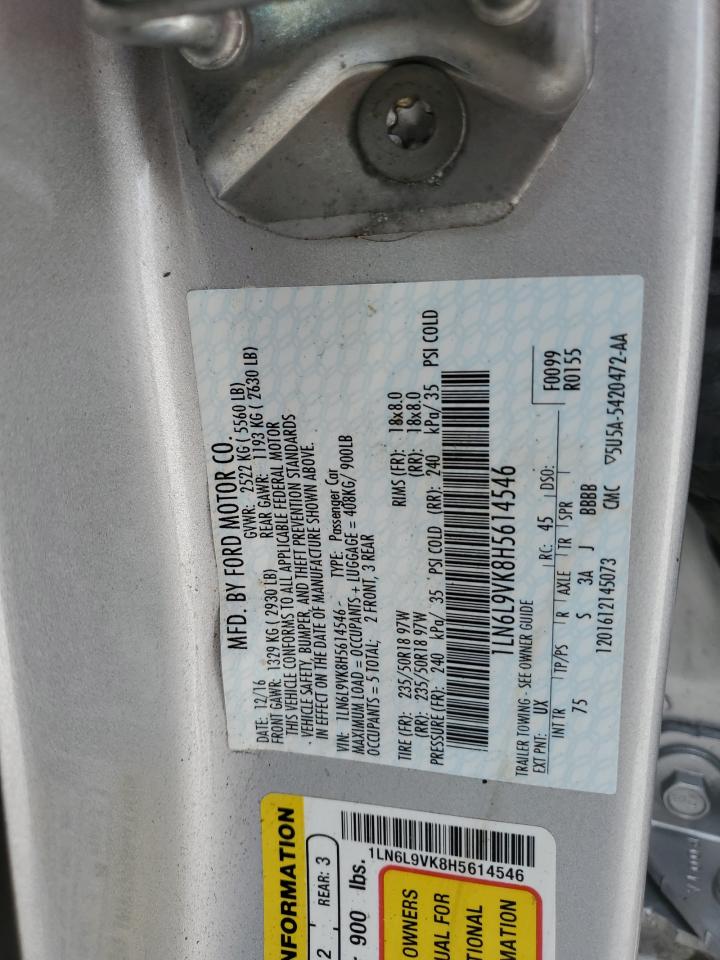 MFD. BY FORD MOTOR CO.
DATE: 12/16 GVWR: 2522 KG ( 5560 LB)
FRONT GAWR: 1329 KG ( 2930 LB) REAR GAWR: 1193 KG ( 2630 LB)
THIS VEHICLE CONFORMS TO ALL APPLICABLE FEDERAL MOTOR
VEHICLE SAFETY, BUMPER, AND THEFT PREVENTION STANDARDS
IN EFFECT ON THE DATE OF MANUFACTURE SHOWN ABOVE.
VIN: 1LN6L9VK8H5614546 TYPE: Passenger Car
MAXIMUM LOAD = OCCUPANTS + LUGGAGE = 408KG/ 900LB
OCCUPANTS = 5 TOTAL; 2 FRONT, 3 REAR
TIRE (FR): 235/50R18 97W RIMS (FR): 18x8.0
(RR): 235/50R18 97W (RR): 18x8.0
PRESSURE (FR): 240 kPa/ 35 PSI COLD (RR): 240 kPa/ 35 PSI COLD
1LN6L9VK8H5614546
TRAILER TOWING - SEE OWNER GUIDE
F0099
R0155
EXT PNT: UX RC: 45 DSO:
INT TR TP/PS R AXLE TR SPR
75 S 3A J BBBB
1201612145073 CMC ▽5U5A-5420472-AA
NFORMATION
2 REAR: 3
900 lbs.
1LN6L9VK8H5614546
OWNERS
UAL FOR
TIONAL
MATION
71009